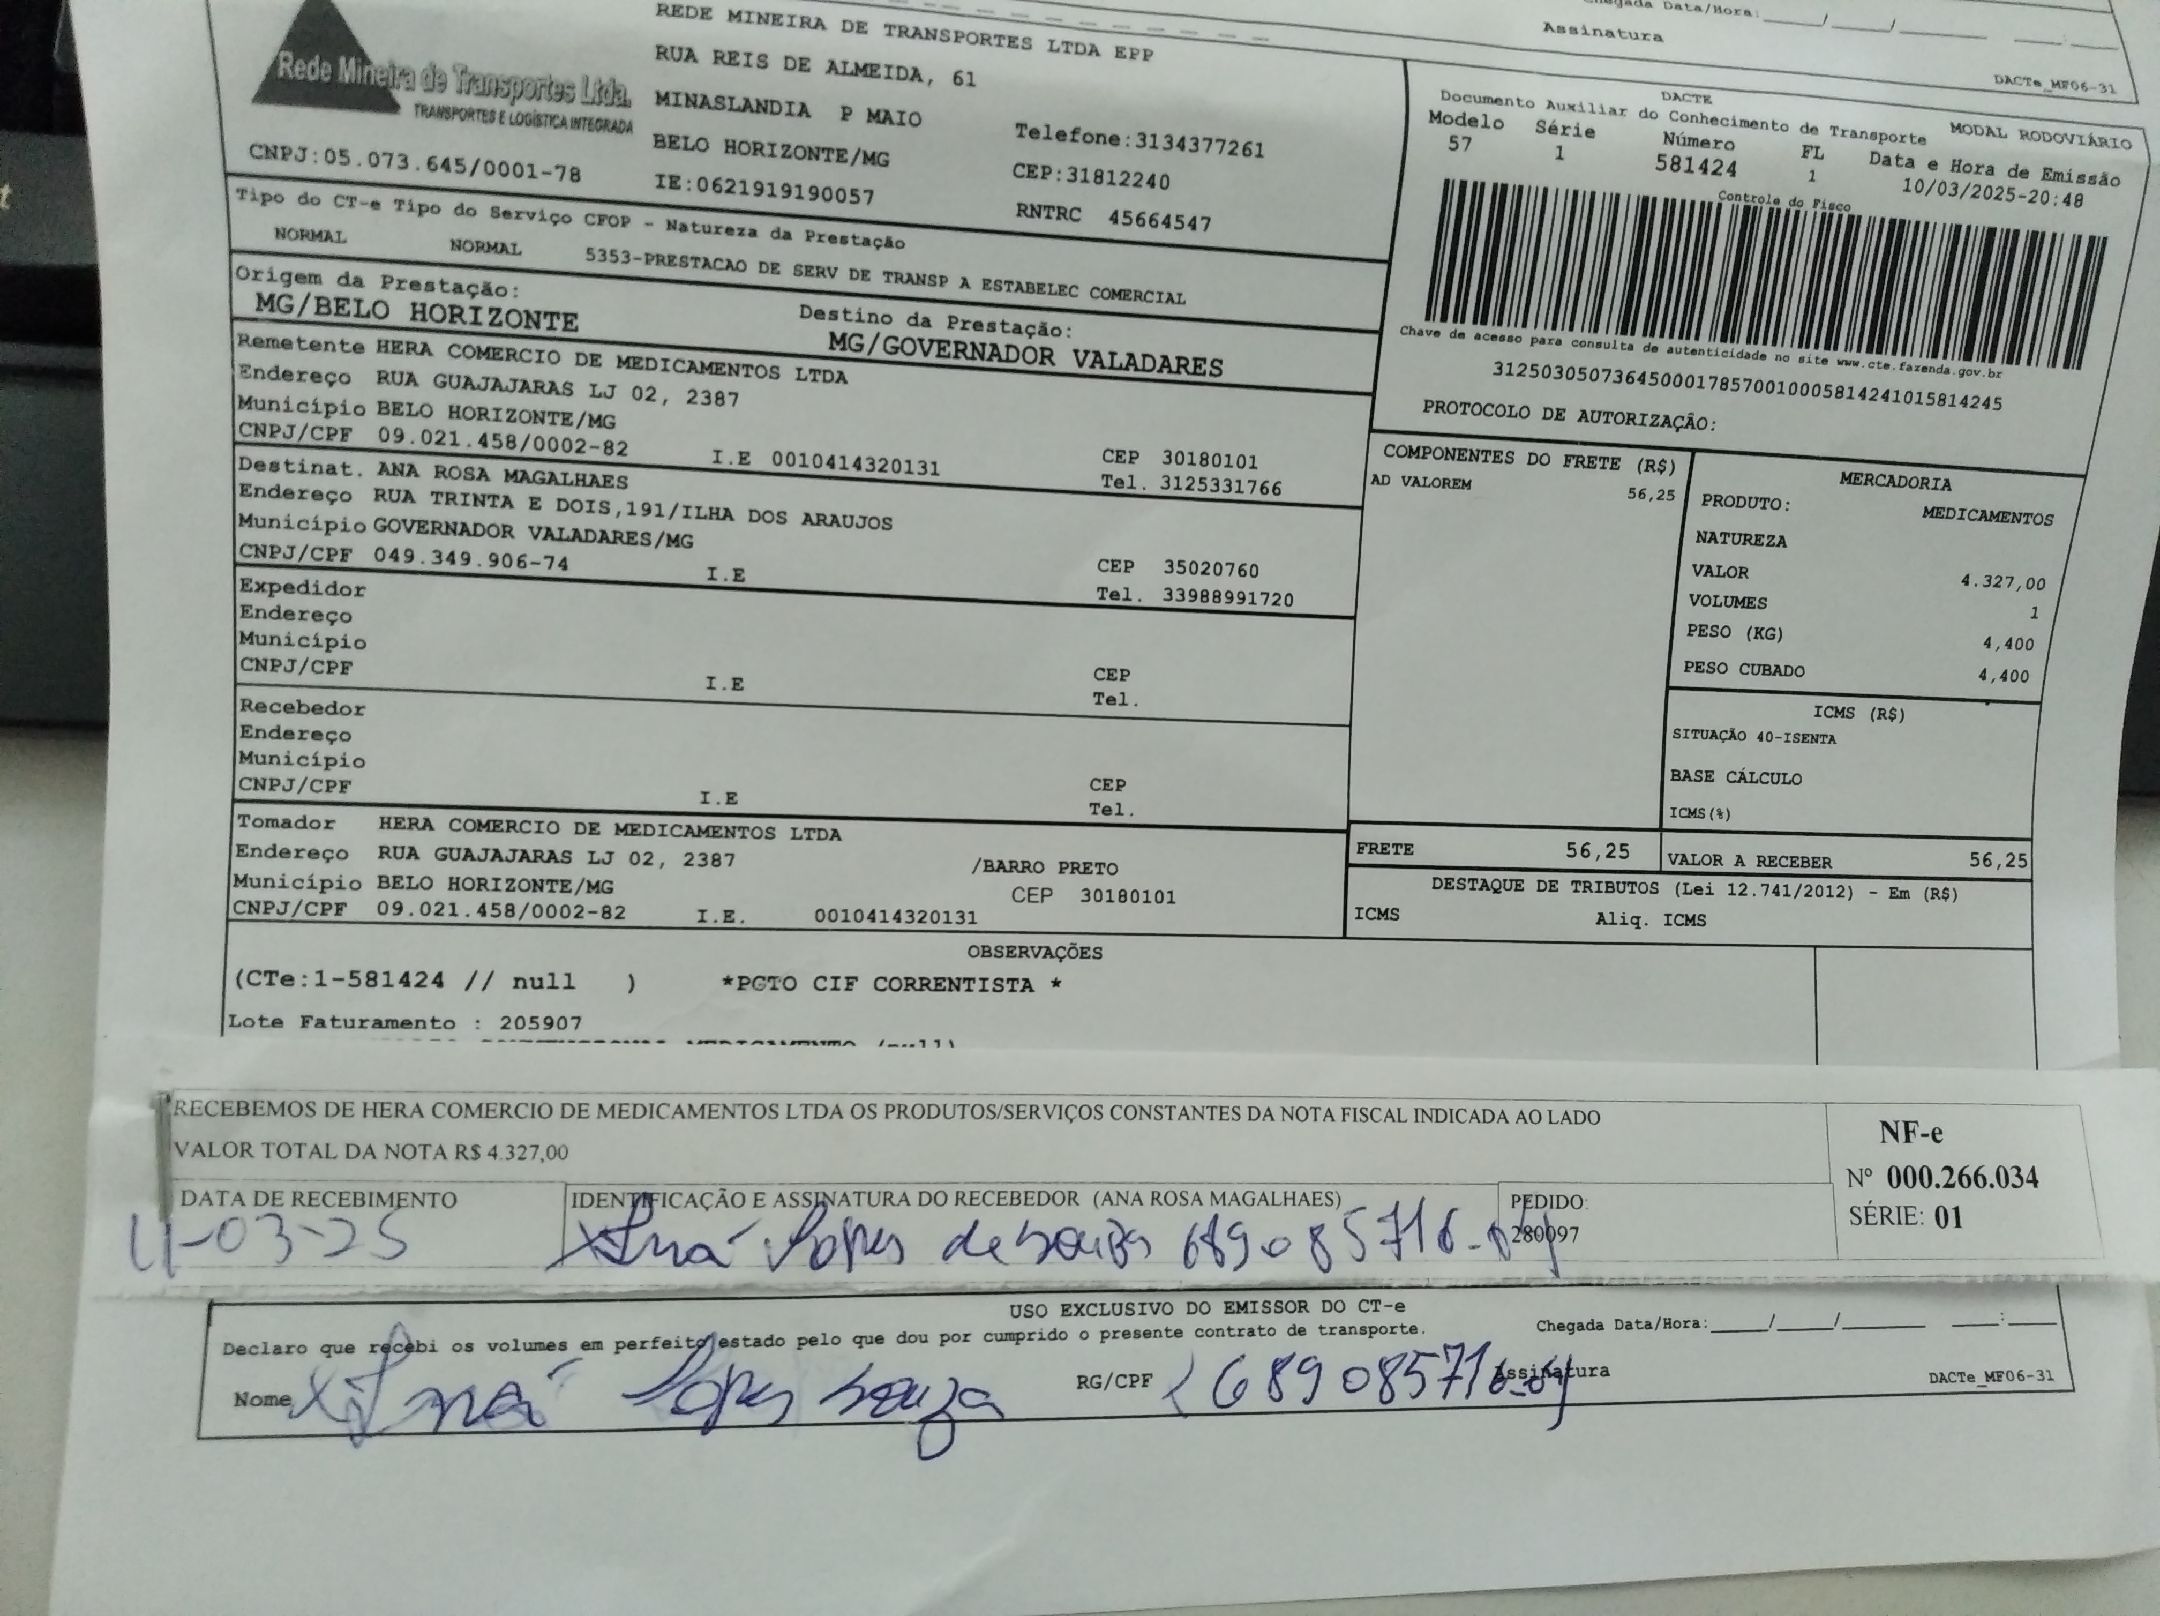 Chegada Data/Hora:____/____/______ ___:___
Assinatura
DACTe_MF06-31
Rede Mineira de Transportes Ltda.
TRANSPORTES E LOGÍSTICA INTEGRADA
CNPJ:05.073.645/0001-78
REDE MINEIRA DE TRANSPORTES LTDA EPP
RUA REIS DE ALMEIDA, 61
MINASLANDIA P MAIO
BELO HORIZONTE/MG
IE:0621919190057
Telefone:3134377261
CEP:31812240
RNTRC 45664547
DACTE
Documento Auxiliar do Conhecimento de Transporte MODAL RODOVIÁRIO
Modelo Série Número FL Data e Hora de Emissão
57 1 581424 1 10/03/2025-20:48
Controle do Fisco
Chave de acesso para consulta de autenticidade no site www.cte.fazenda.gov.br
31250305073645000178570010005814241015814245
PROTOCOLO DE AUTORIZAÇÃO:
Tipo do CT-e Tipo do Serviço CFOP - Natureza da Prestação
NORMAL NORMAL 5353-PRESTACAO DE SERV DE TRANSP A ESTABELEC COMERCIAL
Origem da Prestação: Destino da Prestação:
MG/BELO HORIZONTE MG/GOVERNADOR VALADARES
Remetente HERA COMERCIO DE MEDICAMENTOS LTDA
Endereço RUA GUAJAJARAS LJ 02, 2387
Município BELO HORIZONTE/MG CEP 30180101
CNPJ/CPF 09.021.458/0002-82 I.E 0010414320131 Tel. 3125331766
Destinat. ANA ROSA MAGALHAES
Endereço RUA TRINTA E DOIS,191/ILHA DOS ARAUJOS
Município GOVERNADOR VALADARES/MG CEP 35020760
CNPJ/CPF 049.349.906-74 I.E Tel. 33988991720
Expedidor
Endereço
Município CEP
CNPJ/CPF I.E Tel.
Recebedor
Endereço
Município CEP
CNPJ/CPF I.E Tel.
Tomador HERA COMERCIO DE MEDICAMENTOS LTDA
Endereço RUA GUAJAJARAS LJ 02, 2387 /BARRO PRETO
Município BELO HORIZONTE/MG CEP 30180101
CNPJ/CPF 09.021.458/0002-82 I.E. 0010414320131
COMPONENTES DO FRETE (R$)
AD VALOREM 56,25
MERCADORIA
PRODUTO: MEDICAMENTOS
NATUREZA
VALOR 4.327,00
VOLUMES 1
PESO (KG) 4,400
PESO CUBADO 4,400
ICMS (R$)
SITUAÇÃO 40-ISENTA
BASE CÁLCULO
ICMS(%)
FRETE 56,25 VALOR A RECEBER 56,25
DESTAQUE DE TRIBUTOS (Lei 12.741/2012) - Em (R$)
ICMS Aliq. ICMS
OBSERVAÇÕES
(CTe:1-581424 // null ) *PGTO CIF CORRENTISTA *
Lote Faturamento : 205907
RECEBEMOS DE HERA COMERCIO DE MEDICAMENTOS LTDA OS PRODUTOS/SERVIÇOS CONSTANTES DA NOTA FISCAL INDICADA AO LADO
VALOR TOTAL DA NOTA R$ 4.327,00
DATA DE RECEBIMENTO IDENTIFICAÇÃO E ASSINATURA DO RECEBEDOR (ANA ROSA MAGALHAES)
11-03-25 Lopes de souza 689085716
PEDIDO:
280097
NF-e
Nº 000.266.034
SÉRIE: 01
USO EXCLUSIVO DO EMISSOR DO CT-e
Declaro que recebi os volumes em perfeito estado pelo que dou por cumprido o presente contrato de transporte. Chegada Data/Hora:____/____/______ ___:___
Nome Lopes souza RG/CPF 689085716 Assinatura
DACTe_MF06-31